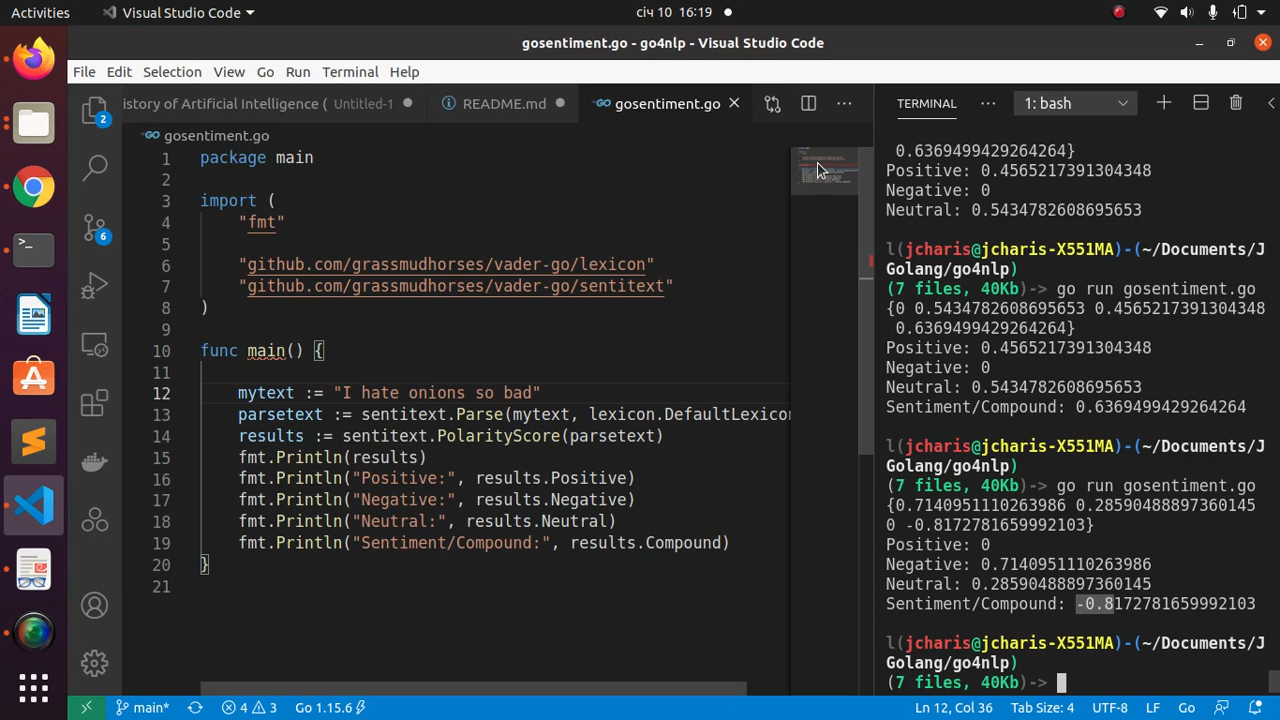 Activities
Visual Studio Code
січ 10 16:19
gosentiment.go - go4nlp - Visual Studio Code
File Edit Selection View Go Run Terminal Help
istory of Artificial Intelligence ( Untitled-1
README.md
gosentiment.go
gosentiment.go
2
6
1 package main
2
3 import (
4 "fmt"
5
6 "github.com/grassmudhorses/vader-go/lexicon"
7 "github.com/grassmudhorses/vader-go/sentitext"
8 )
9
10 func main() {
11
12 mytext := "I hate onions so bad"
13 parsetext := sentitext.Parse(mytext, lexicon.DefaultLexicon
14 results := sentitext.PolarityScore(parsetext)
15 fmt.Println(results)
16 fmt.Println("Positive:", results.Positive)
17 fmt.Println("Negative:", results.Negative)
18 fmt.Println("Neutral:", results.Neutral)
19 fmt.Println("Sentiment/Compound:", results.Compound)
20 }
21
TERMINAL
1: bash
0.6369499429264264}
Positive: 0.4565217391304348
Negative: 0
Neutral: 0.5434782608695653
l(jcharis@jcharis-X551MA)-(~/Documents/J
Golang/go4nlp)
(7 files, 40Kb)-> go run gosentiment.go
{0 0.5434782608695653 0.4565217391304348
0.6369499429264264}
Positive: 0.4565217391304348
Negative: 0
Neutral: 0.5434782608695653
Sentiment/Compound: 0.6369499429264264
l(jcharis@jcharis-X551MA)-(~/Documents/J
Golang/go4nlp)
(7 files, 40Kb)-> go run gosentiment.go
{0.7140951110263986 0.28590488897360145
0 -0.8172781659992103}
Positive: 0
Negative: 0.7140951110263986
Neutral: 0.28590488897360145
Sentiment/Compound: -0.8172781659992103
l(jcharis@jcharis-X551MA)-(~/Documents/J
Golang/go4nlp)
(7 files, 40Kb)->
main*
4
3
Go 1.15.6
Ln 12, Col 36
Tab Size: 4
UTF-8
LF
Go